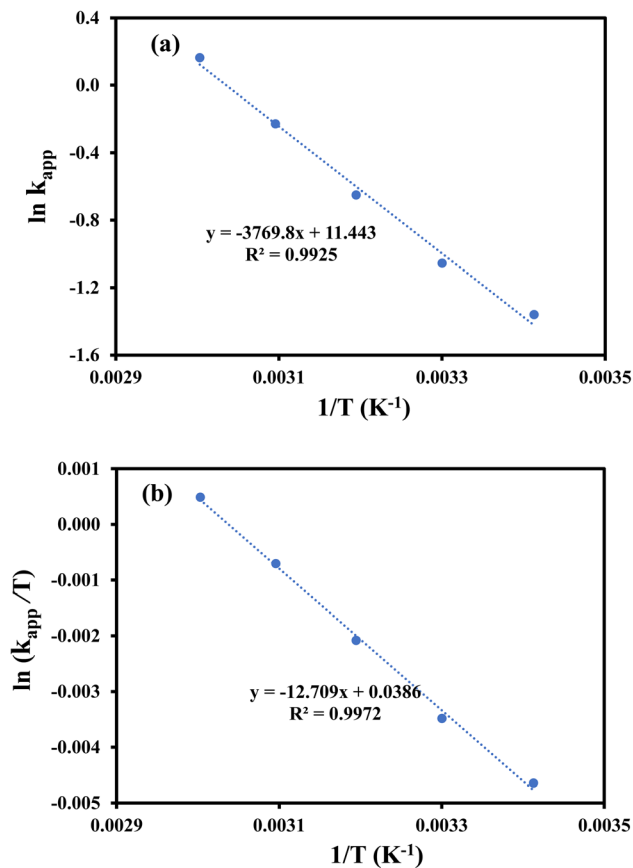 (a)
0.4
0.0
-0.4
-0.8
-1.2
-1.6
ln k_app
y = -3769.8x + 11.443
R² = 0.9925
0.0029
0.0031
0.0033
0.0035
1/T (K⁻¹)
(b)
0.001
0.000
-0.001
-0.002
-0.003
-0.004
-0.005
ln (k_app /T)
y = -12.709x + 0.0386
R² = 0.9972
0.0029
0.0031
0.0033
0.0035
1/T (K⁻¹)